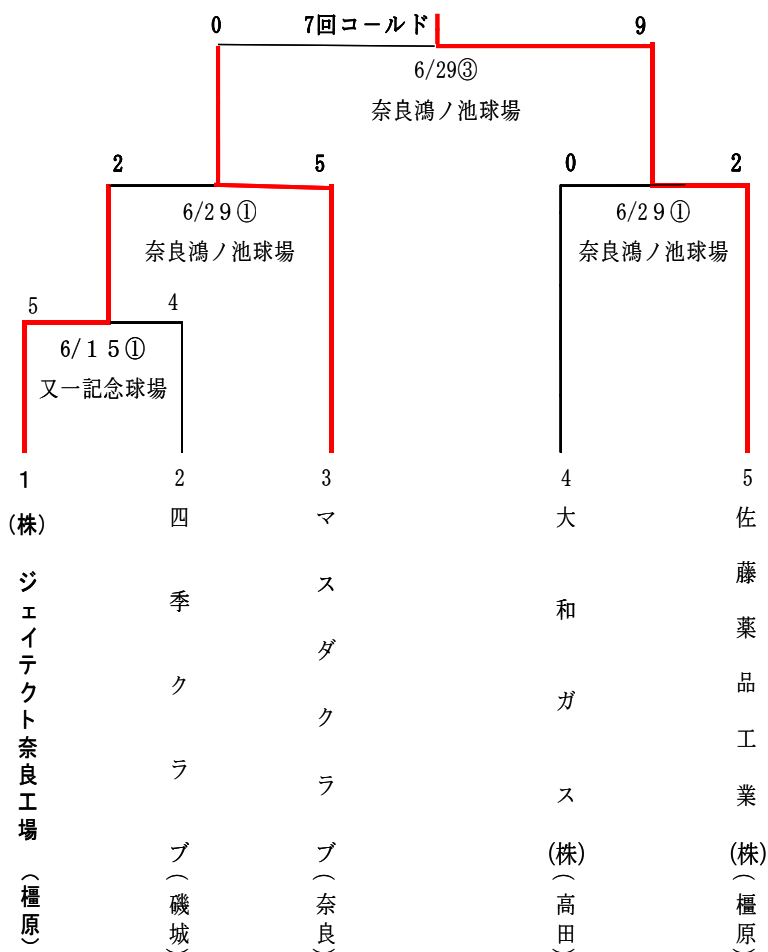 0 7回コールド 9
6/29③
奈良鴻ノ池球場
2 5 0 2
6/29① 6/29①
奈良鴻ノ池球場 奈良鴻ノ池球場
5 4
6/15①
又一記念球場
1 2 3 4 5
(株)ジェイテクト奈良工場(橿原)
四季クラブ(磯城)
マスダクラブ(奈良)
大和ガス(株)(高田)
佐藤薬品工業(株)(橿原)